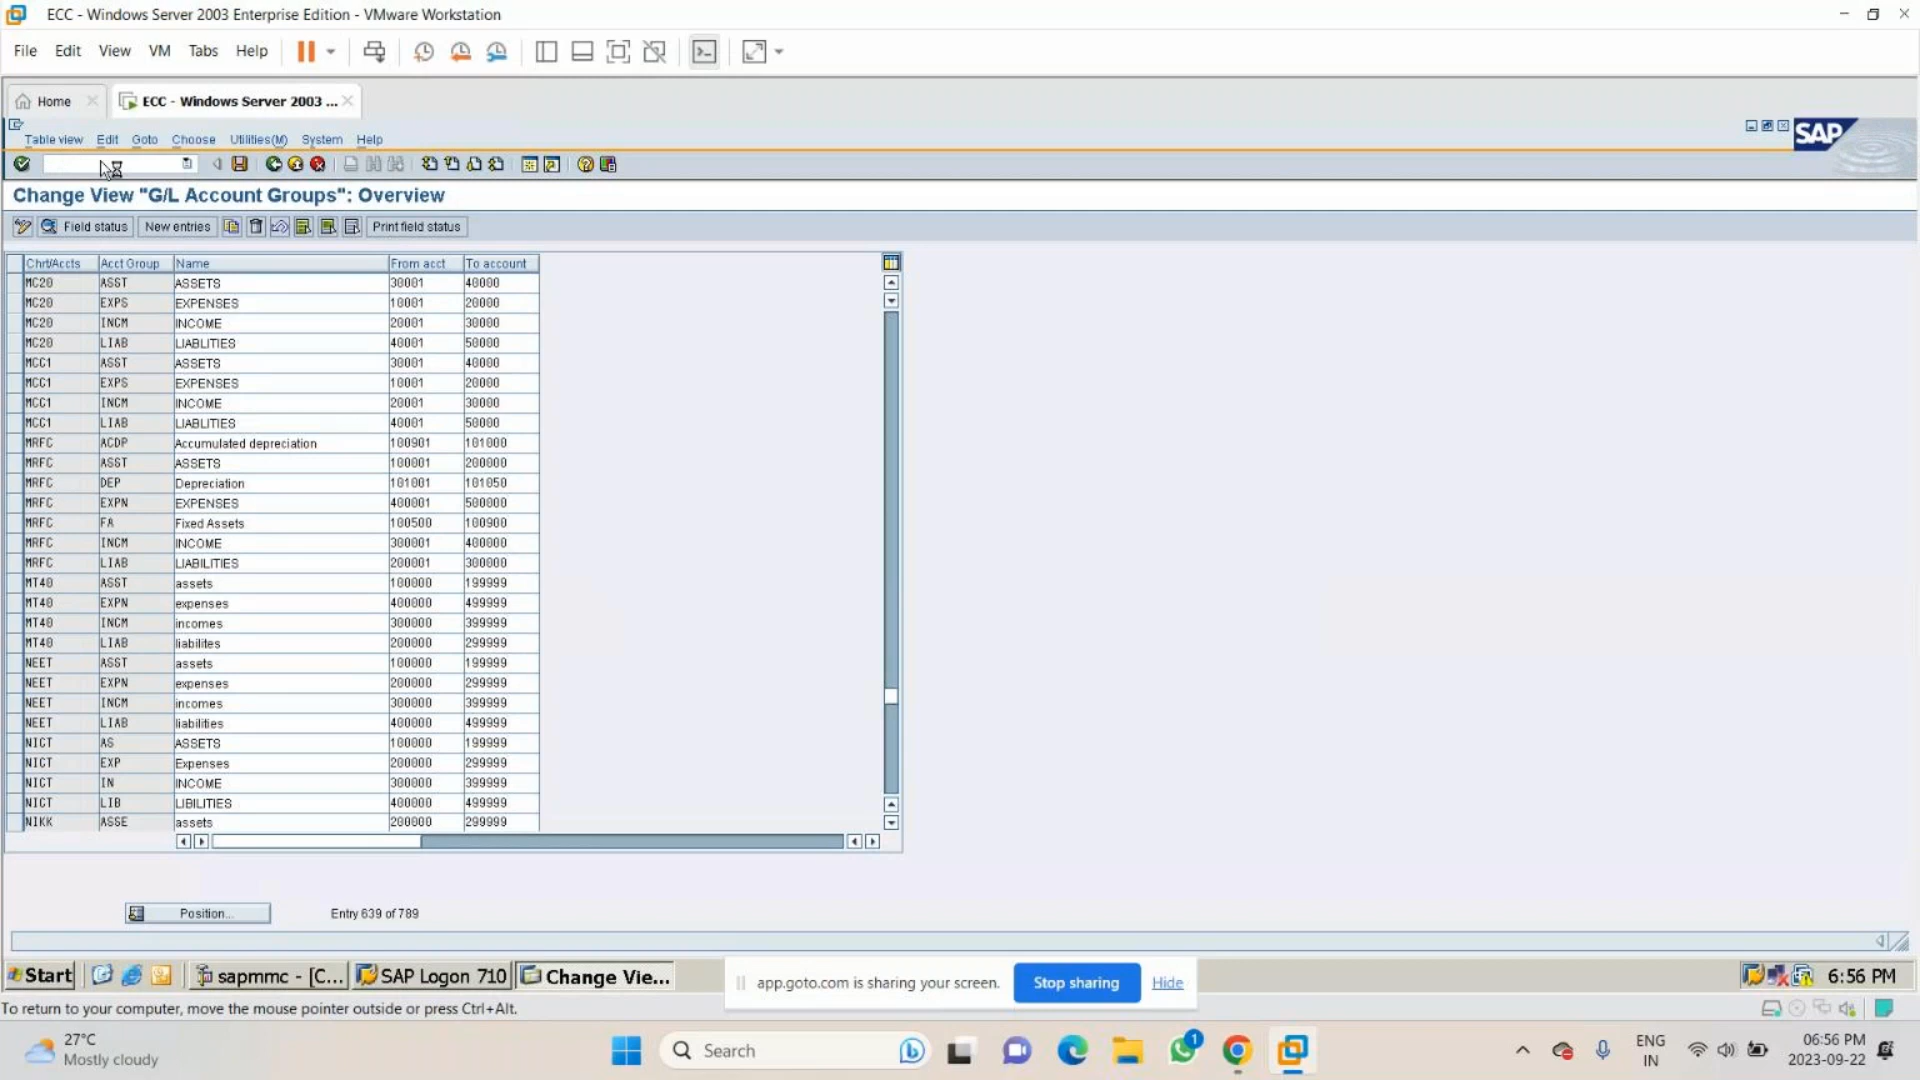 ECC - Windows Server 2003 Enterprise Edition - VMware Workstation
File Edit View VM Tabs Help
Home ECC - Windows Server 2003 ...
Table view Edit Goto Choose Utilities(M) System Help
SAP
Change View "G/L Account Groups": Overview
Field status New entries Print field status
Chrt/Accts Acct Group Name From acct To account
MC20 ASST ASSETS 30001 40000
MC20 EXPS EXPENSES 10001 20000
MC20 INCM INCOME 20001 30000
MC20 LIAB LIABLITIES 40001 50000
MCC1 ASST ASSETS 30001 40000
MCC1 EXPS EXPENSES 10001 20000
MCC1 INCM INCOME 20001 30000
MCC1 LIAB LIABLITIES 40001 50000
MRFC ACDP Accumulated depreciation 100901 101000
MRFC ASST ASSETS 100001 200000
MRFC DEP Depreciation 101001 101050
MRFC EXPN EXPENSES 400001 500000
MRFC FA Fixed Assets 100500 100900
MRFC INCM INCOME 300001 400000
MRFC LIAB LIABILITIES 200001 300000
MT40 ASST assets 100000 199999
MT40 EXPN expenses 400000 499999
MT40 INCM incomes 300000 399999
MT40 LIAB liabilites 200000 299999
NEET ASST assets 100000 199999
NEET EXPN expenses 200000 299999
NEET INCM incomes 300000 399999
NEET LIAB liabilities 400000 499999
NICT AS ASSETS 100000 199999
NICT EXP Expenses 200000 299999
NICT IN INCOME 300000 399999
NICT LIB LIBILITIES 400000 499999
NIKK ASSE assets 200000 299999
Position... Entry 639 of 789
Start sapmmc - [C... SAP Logon 710 Change Vie... 6:56 PM
app.goto.com is sharing your screen. Stop sharing Hide
To return to your computer, move the mouse pointer outside or press Ctrl+Alt.
27°C
Mostly cloudy
Search
1
ENG
IN
06:56 PM
2023-09-22